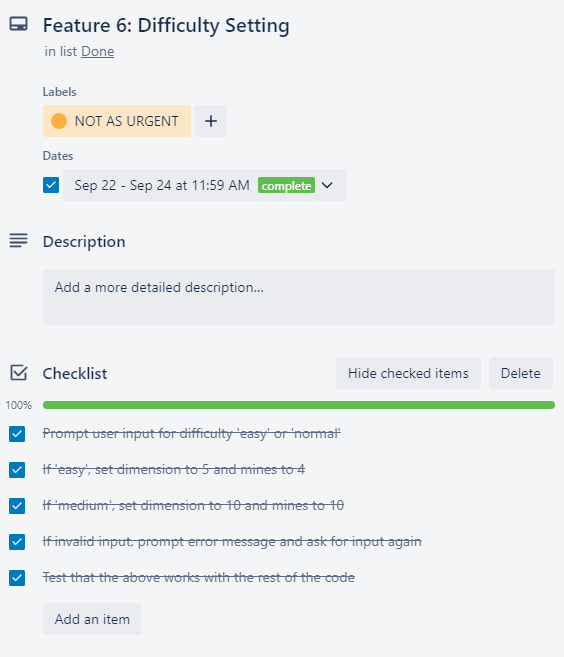 Feature 6: Difficulty Setting
in list Done
Labels
NOT AS URGENT +
Dates
Sep 22 - Sep 24 at 11:59 AM complete
Description
Add a more detailed description...
Checklist Hide checked items Delete
100%
Prompt user input for difficulty 'easy' or 'normal'
If 'easy', set dimension to 5 and mines to 4
If 'medium', set dimension to 10 and mines to 10
If invalid input, prompt error message and ask for input again
Test that the above works with the rest of the code
Add an item